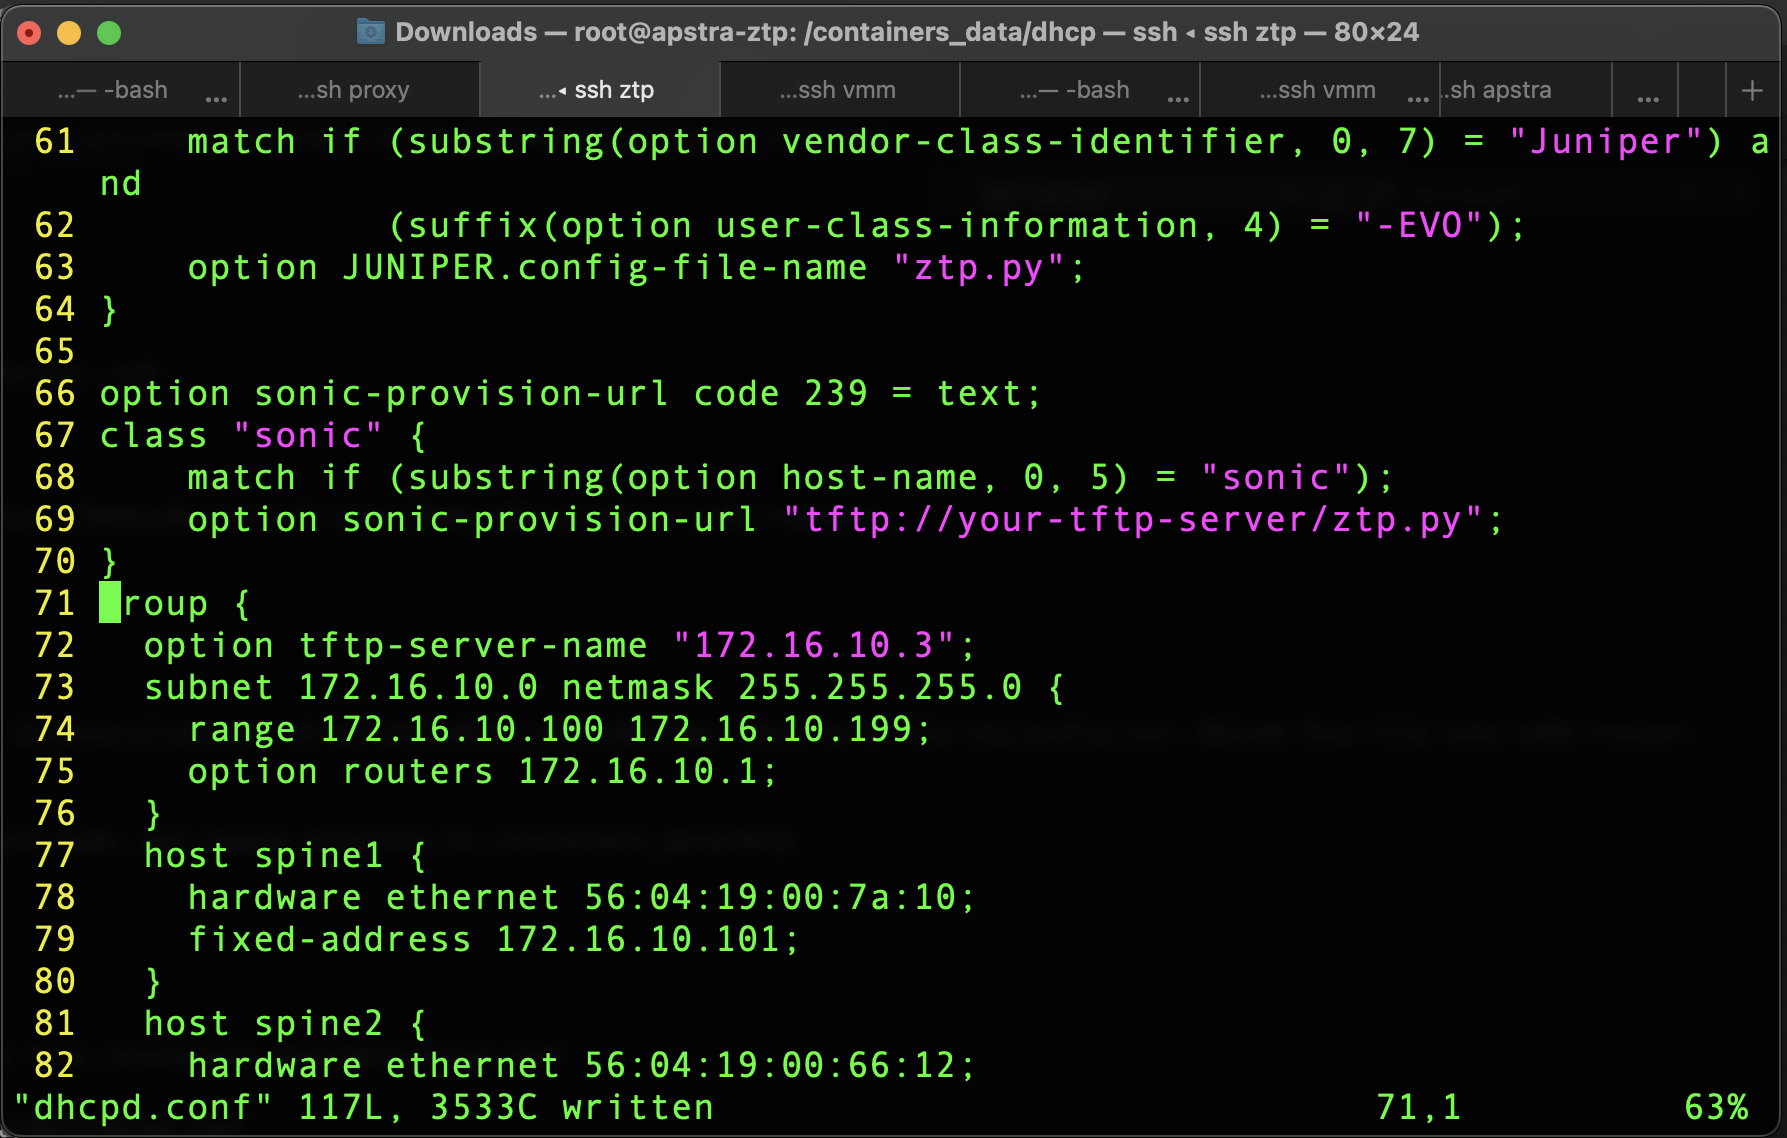 Downloads — root@apstra-ztp: /containers_data/dhcp — ssh ◂ ssh ztp — 80×24
...— -bash ... ...sh proxy ...◂ ssh ztp ...ssh vmm ...— -bash ... ...ssh vmm ... ..sh apstra ... +
61     match if (substring(option vendor-class-identifier, 0, 7) = "Juniper") a
nd
62              (suffix(option user-class-information, 4) = "-EVO");
63     option JUNIPER.config-file-name "ztp.py";
64 }
65
66 option sonic-provision-url code 239 = text;
67 class "sonic" {
68     match if (substring(option host-name, 0, 5) = "sonic");
69     option sonic-provision-url "tftp://your-tftp-server/ztp.py";
70 }
71 roup {
72   option tftp-server-name "172.16.10.3";
73   subnet 172.16.10.0 netmask 255.255.255.0 {
74     range 172.16.10.100 172.16.10.199;
75     option routers 172.16.10.1;
76   }
77   host spine1 {
78     hardware ethernet 56:04:19:00:7a:10;
79     fixed-address 172.16.10.101;
80   }
81   host spine2 {
82     hardware ethernet 56:04:19:00:66:12;
"dhcpd.conf" 117L, 3533C written 71,1 63%